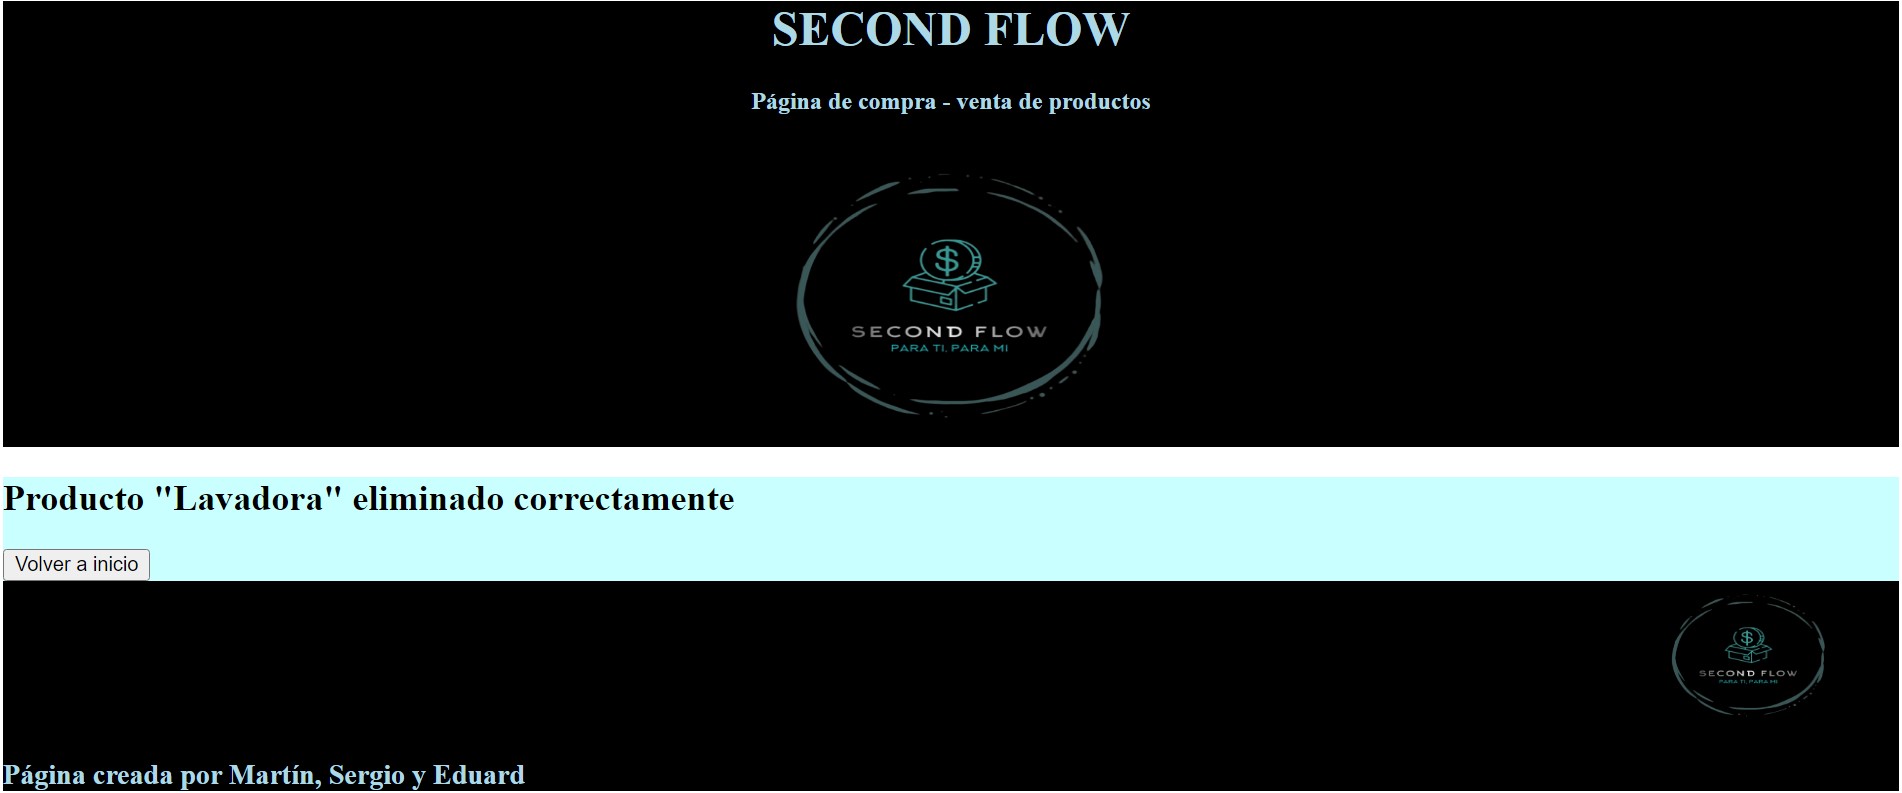 SECOND FLOW
Página de compra - venta de productos
$
SECOND FLOW
PARA TI, PARA MI
Producto "Lavadora" eliminado correctamente
Volver a inicio
$
SECOND FLOW
PARA TI, PARA MI
Página creada por Martín, Sergio y Eduard